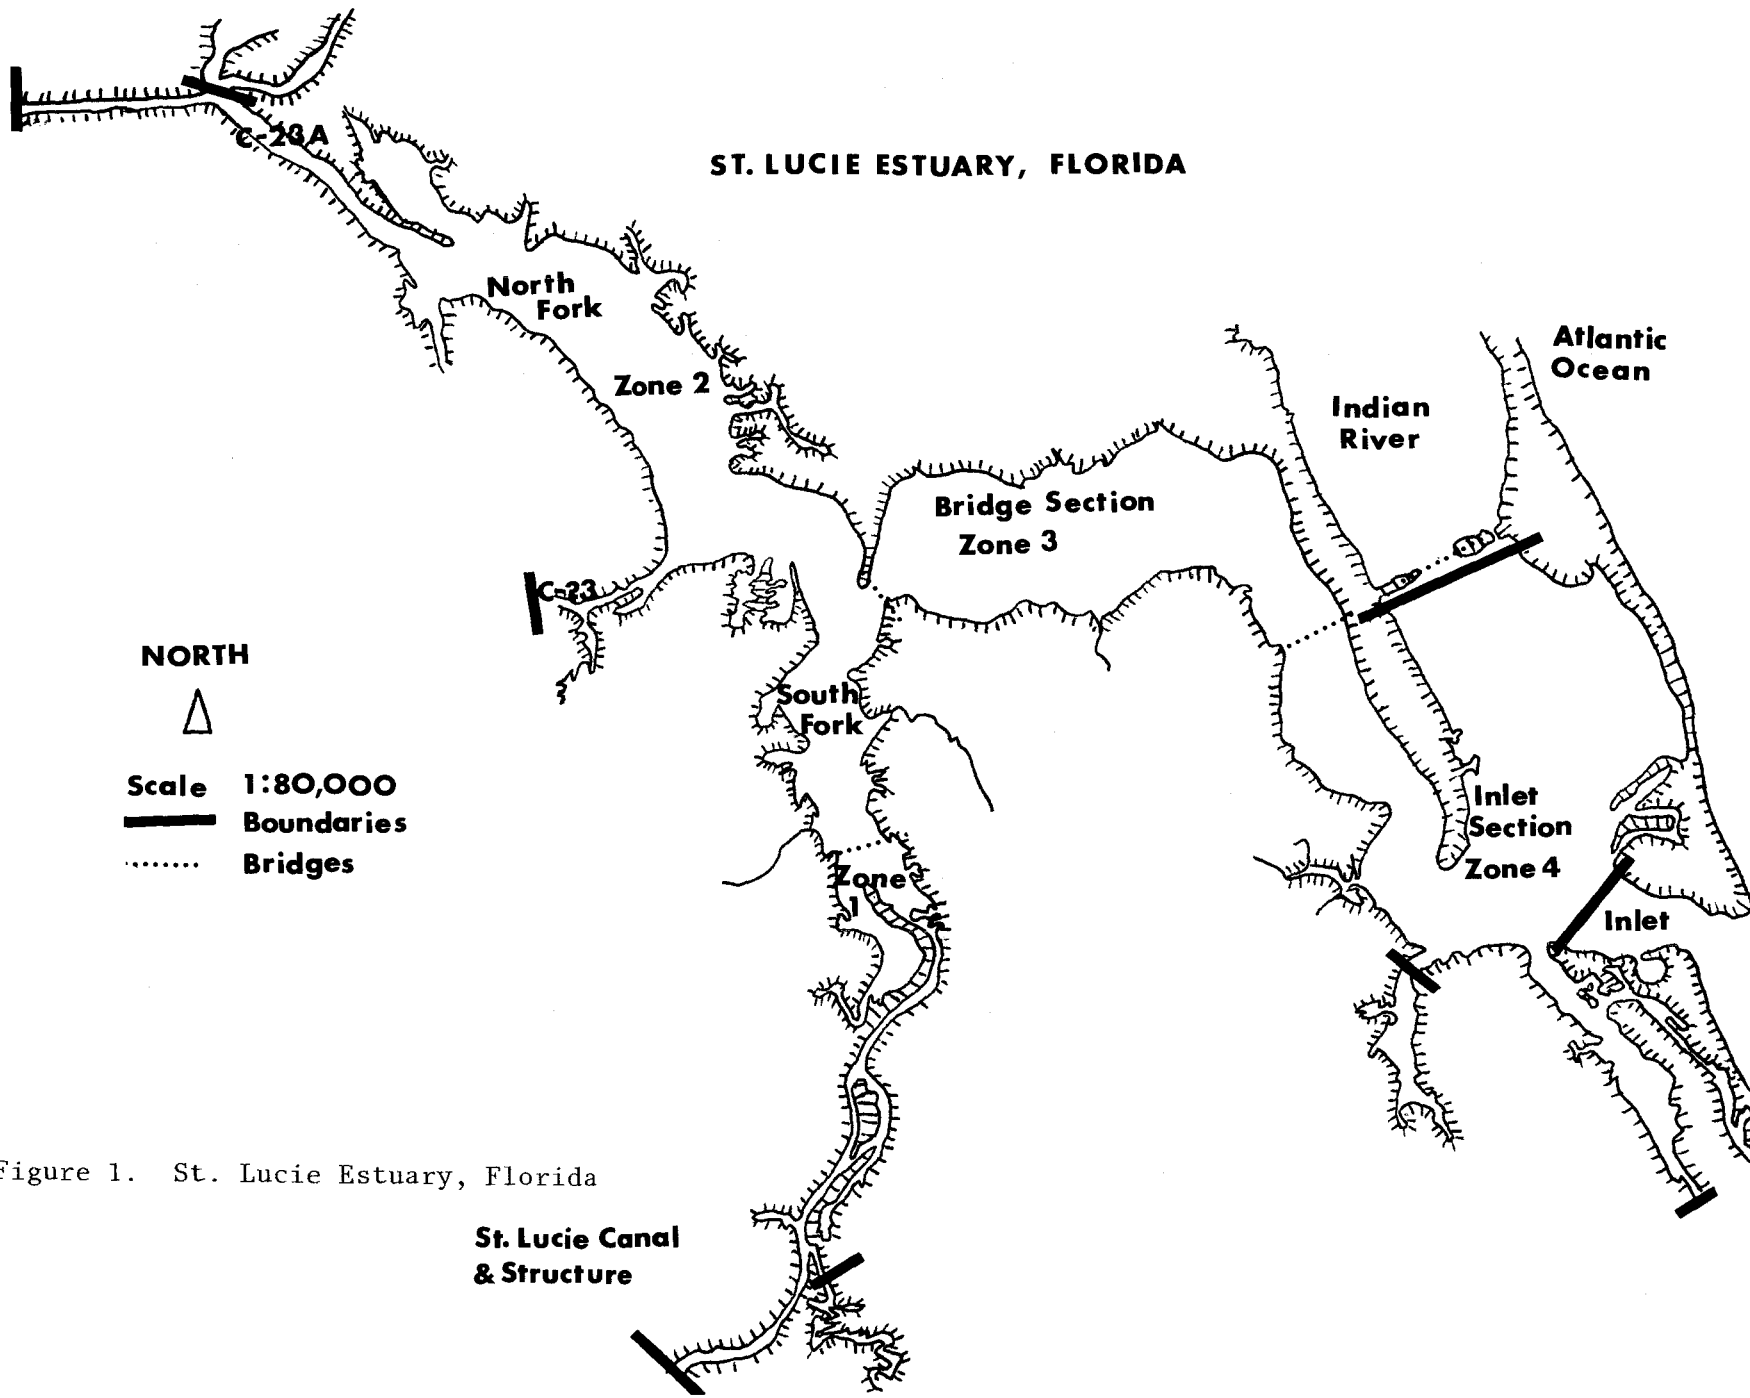 C-23A
ST. LUCIE ESTUARY, FLORIDA
North
Fork
Zone 2
Atlantic
Ocean
Indian
River
Bridge Section
Zone 3
C-23
NORTH
South
Fork
Scale 1:80,000
Boundaries
Bridges
Inlet
Section
Zone 4
Zone
1
Inlet
Figure 1. St. Lucie Estuary, Florida
St. Lucie Canal
& Structure